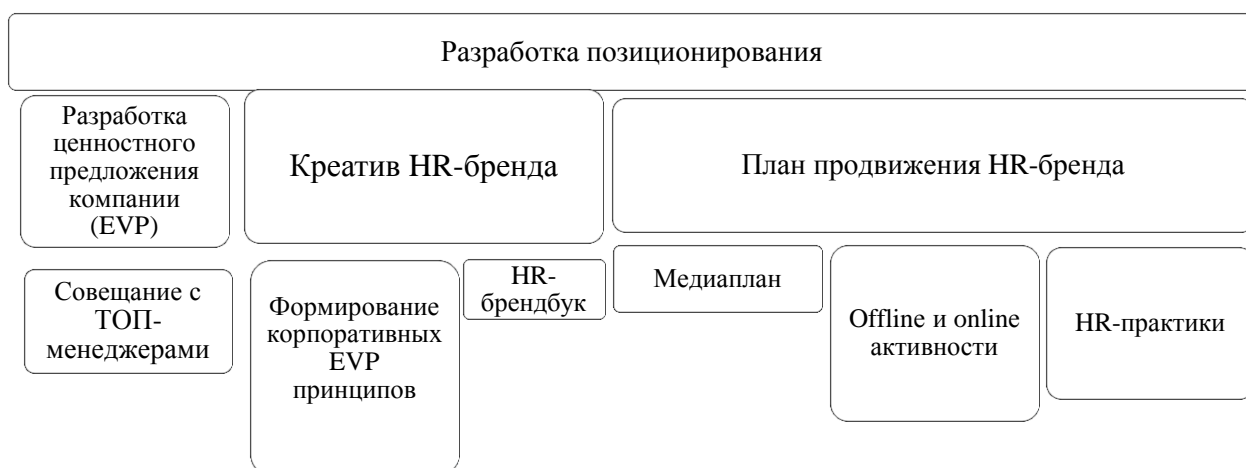 Разработка позиционирования
Разработка
ценностного
предложения
компании
(EVP)
Креатив HR-бренда
План продвижения HR-бренда
Совещание с
ТОП-
менеджерами
Формирование
корпоративных
EVP
принципов
HR-
брендбук
Медиаплан
Offline и online
активности
HR-практики